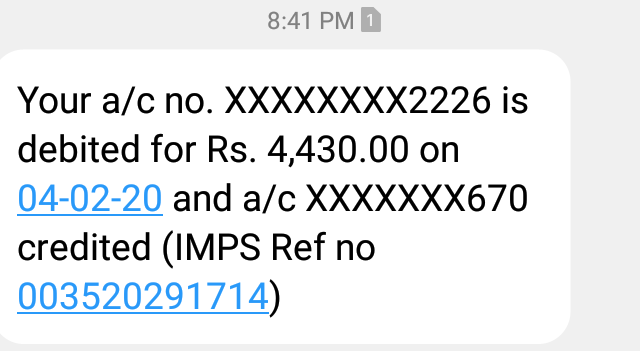 8:41 PM 1
Your a/c no. XXXXXXXX2226 is
debited for Rs. 4,430.00 on
04-02-20 and a/c XXXXXXX670
credited (IMPS Ref no
003520291714)